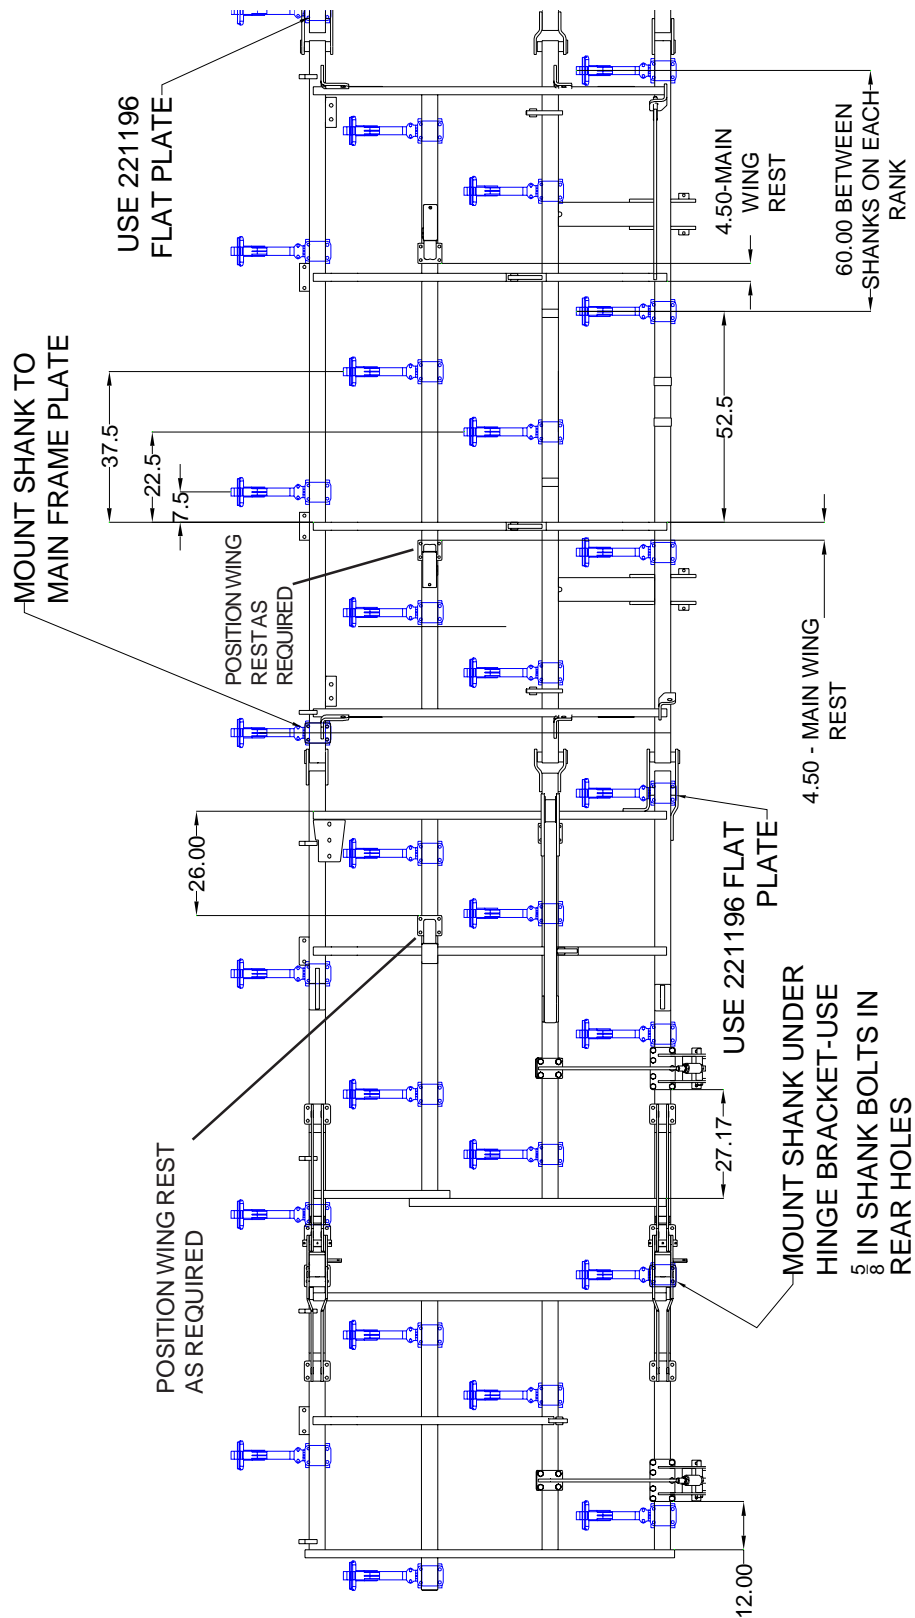 USE 221196
FLAT PLATE
4.50-MAIN
WING
REST
60.00 BETWEEN
SHANKS ON EACH
RANK
MOUNT SHANK TO
MAIN FRAME PLATE
37.5
22.5
7.5
52.5
POSITION WING
REST AS
REQUIRED
4.50 - MAIN WING
REST
26.00
USE 221196 FLAT
PLATE
MOUNT SHANK UNDER
HINGE BRACKET-USE
5/8 IN SHANK BOLTS IN
REAR HOLES
27.17
POSITION WING REST
AS REQUIRED
12.00